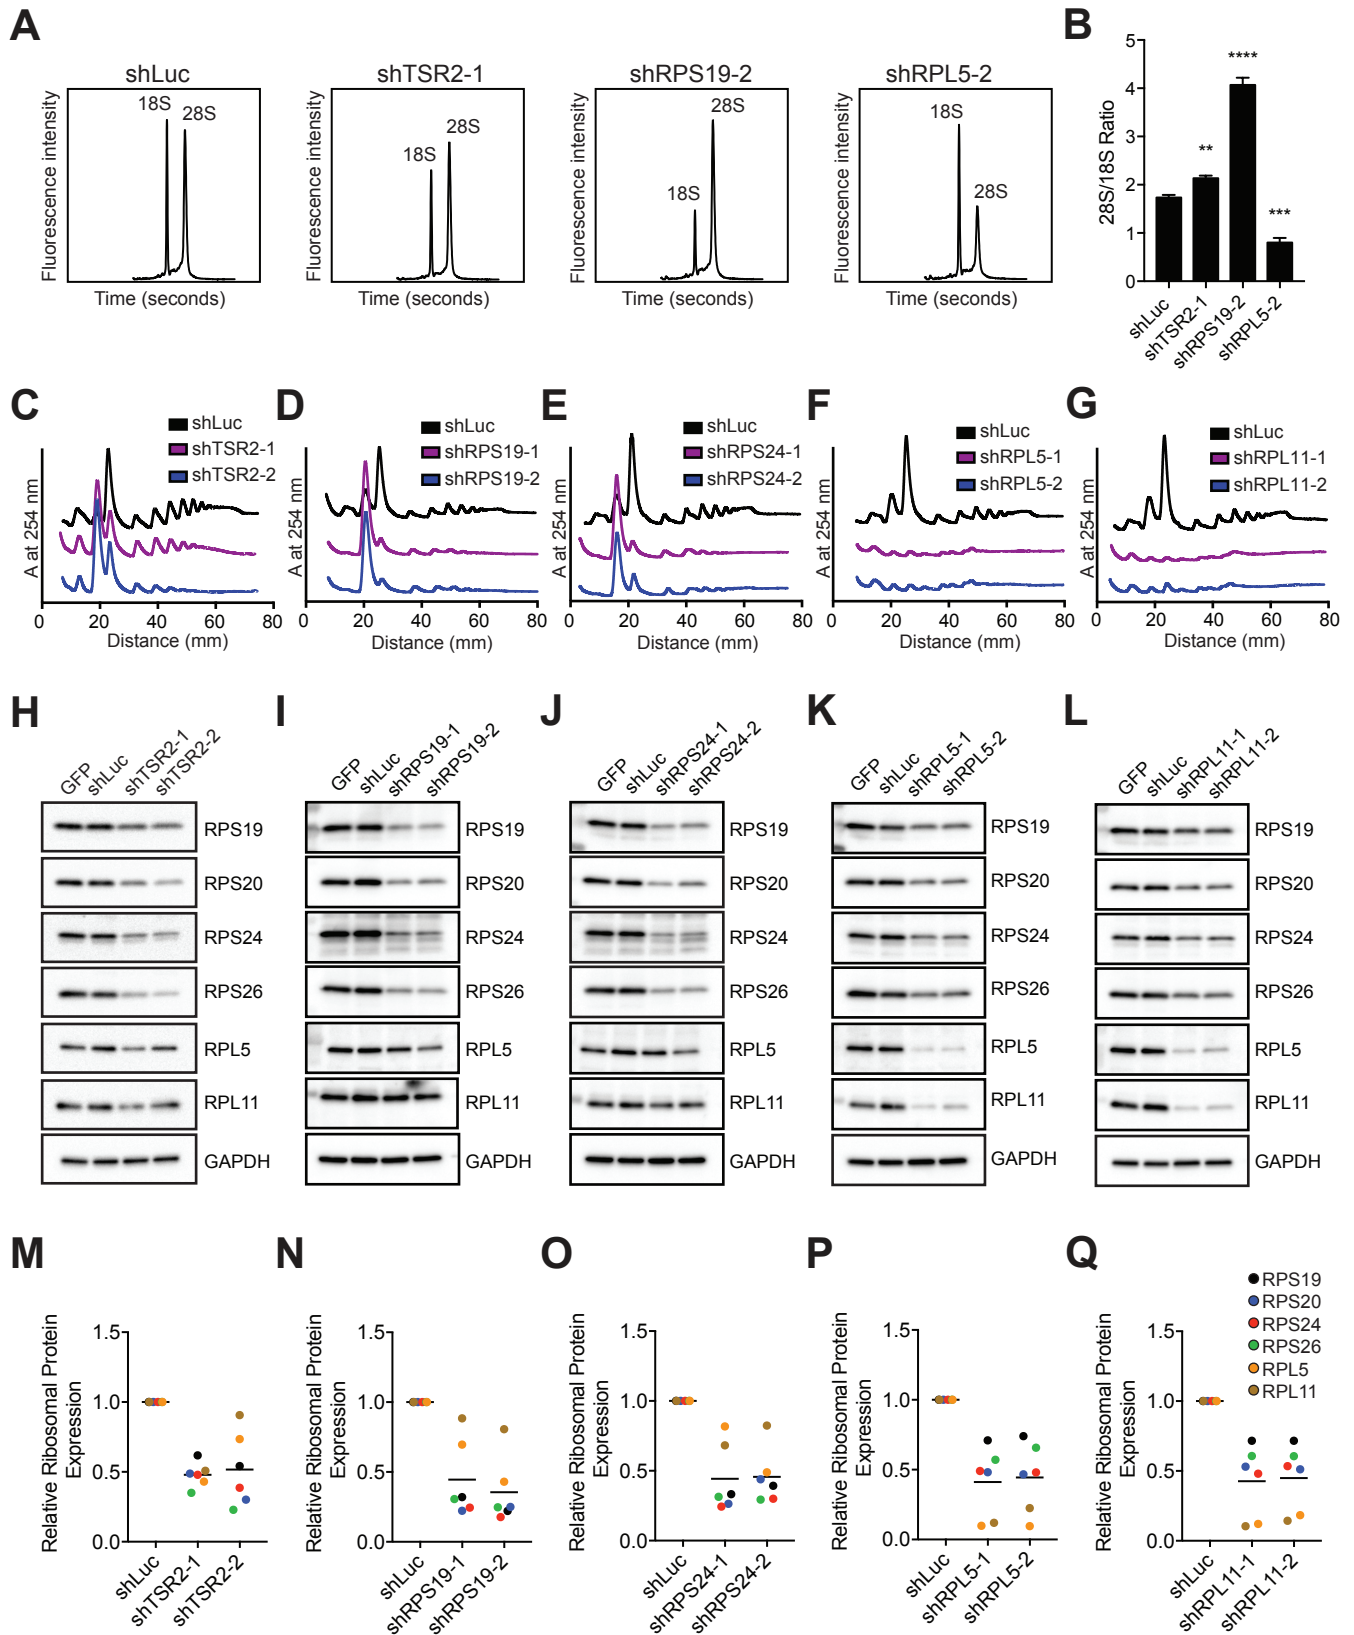 A
shLuc
shTSR2-1
shRPS19-2
shRPL5-2
Fluorescence intensity
18S
28S
Time (seconds)
Fluorescence intensity
18S
28S
Time (seconds)
Fluorescence intensity
18S
28S
Time (seconds)
Fluorescence intensity
18S
28S
Time (seconds)
B
28S/18S Ratio
5
4
3
2
1
0
**
****
***
shLuc
shTSR2-1
shRPS19-2
shRPL5-2
C
shLuc
shTSR2-1
shTSR2-2
A at 254 nm
0 20 40 60 80
Distance (mm)
D
shLuc
shRPS19-1
shRPS19-2
A at 254 nm
0 20 40 60 80
Distance (mm)
E
shLuc
shRPS24-1
shRPS24-2
A at 254 nm
0 20 40 60 80
Distance (mm)
F
shLuc
shRPL5-1
shRPL5-2
A at 254 nm
0 20 40 60 80
Distance (mm)
G
shLuc
shRPL11-1
shRPL11-2
A at 254 nm
0 20 40 60 80
Distance (mm)
H
GFP
shLuc
shTSR2-1
shTSR2-2
RPS19
RPS20
RPS24
RPS26
RPL5
RPL11
GAPDH
I
GFP
shLuc
shRPS19-1
shRPS19-2
RPS19
RPS20
RPS24
RPS26
RPL5
RPL11
GAPDH
J
GFP
shLuc
shRPS24-1
shRPS24-2
RPS19
RPS20
RPS24
RPS26
RPL5
RPL11
GAPDH
K
GFP
shLuc
shRPL5-1
shRPL5-2
RPS19
RPS20
RPS24
RPS26
RPL5
RPL11
GAPDH
L
GFP
shLuc
shRPL11-1
shRPL11-2
RPS19
RPS20
RPS24
RPS26
RPL5
RPL11
GAPDH
M
Relative Ribosomal Protein
Expression
1.5
1.0
0.5
0.0
shLuc
shTSR2-1
shTSR2-2
N
Relative Ribosomal Protein
Expression
1.5
1.0
0.5
0.0
shLuc
shRPS19-1
shRPS19-2
O
Relative Ribosomal Protein
Expression
1.5
1.0
0.5
0.0
shLuc
shRPS24-1
shRPS24-2
P
Relative Ribosomal Protein
Expression
1.5
1.0
0.5
0.0
shLuc
shRPL5-1
shRPL5-2
Q
Relative Ribosomal Protein
Expression
1.5
1.0
0.5
0.0
shLuc
shRPL11-1
shRPL11-2
RPS19
RPS20
RPS24
RPS26
RPL5
RPL11